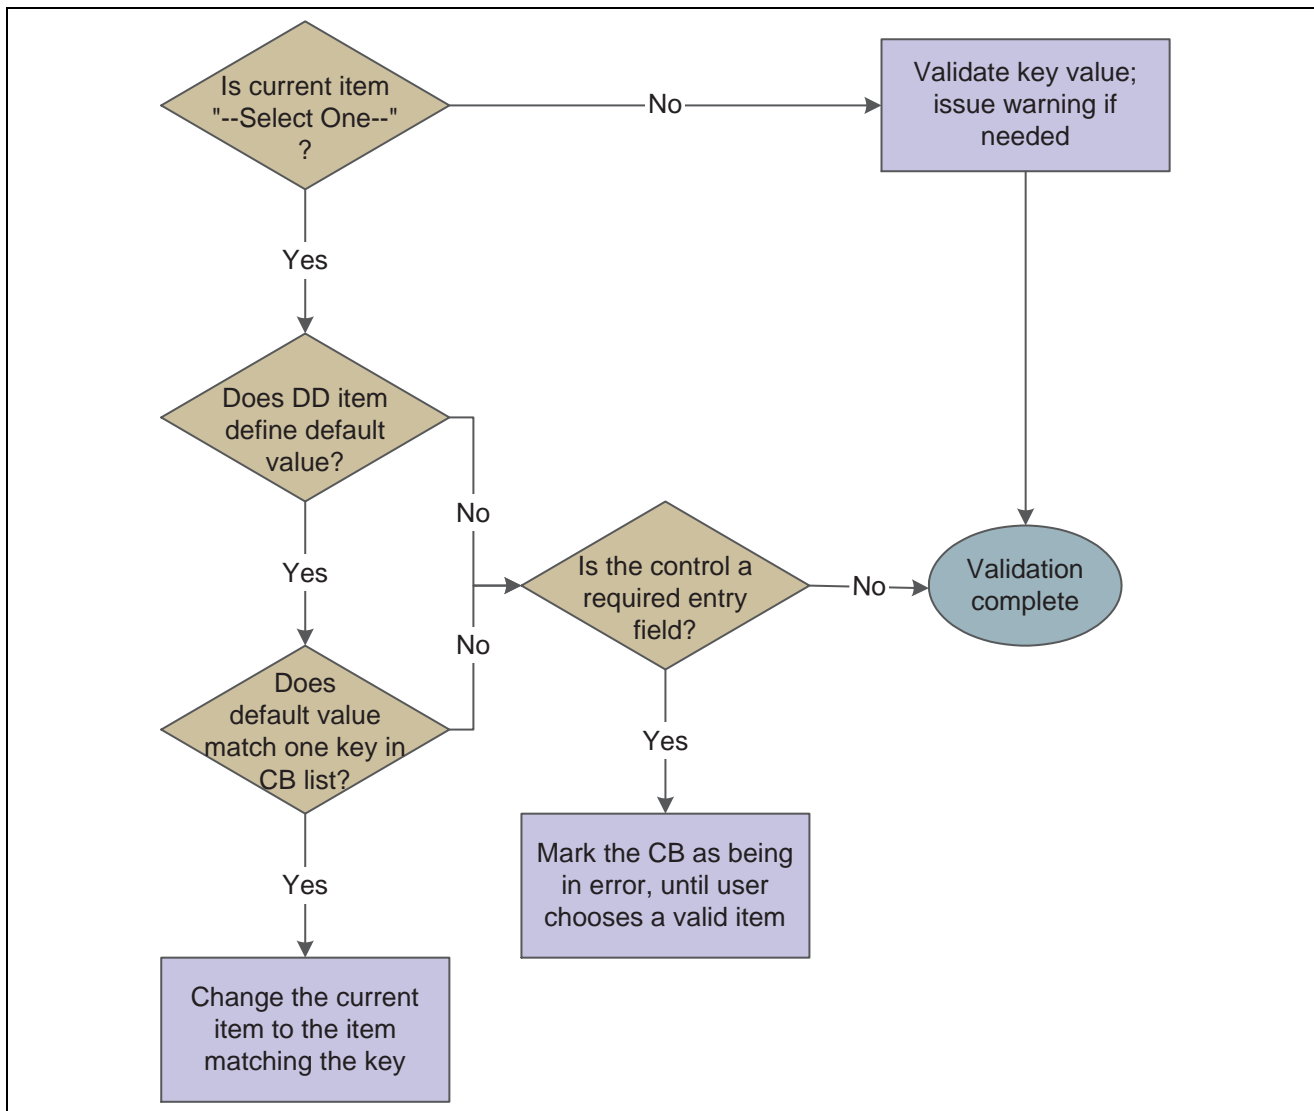 Is current item
"--Select One--"
?
No
Validate key value;
issue warning if
needed
Yes
Does DD item
define default
value?
No
Yes
Is the control a
required entry
field?
No
Validation
complete
No
Does
default value
match one key in
CB list?
Yes
Mark the CB as being
in error, until user
chooses a valid item
Yes
Change the current
item to the item
matching the key